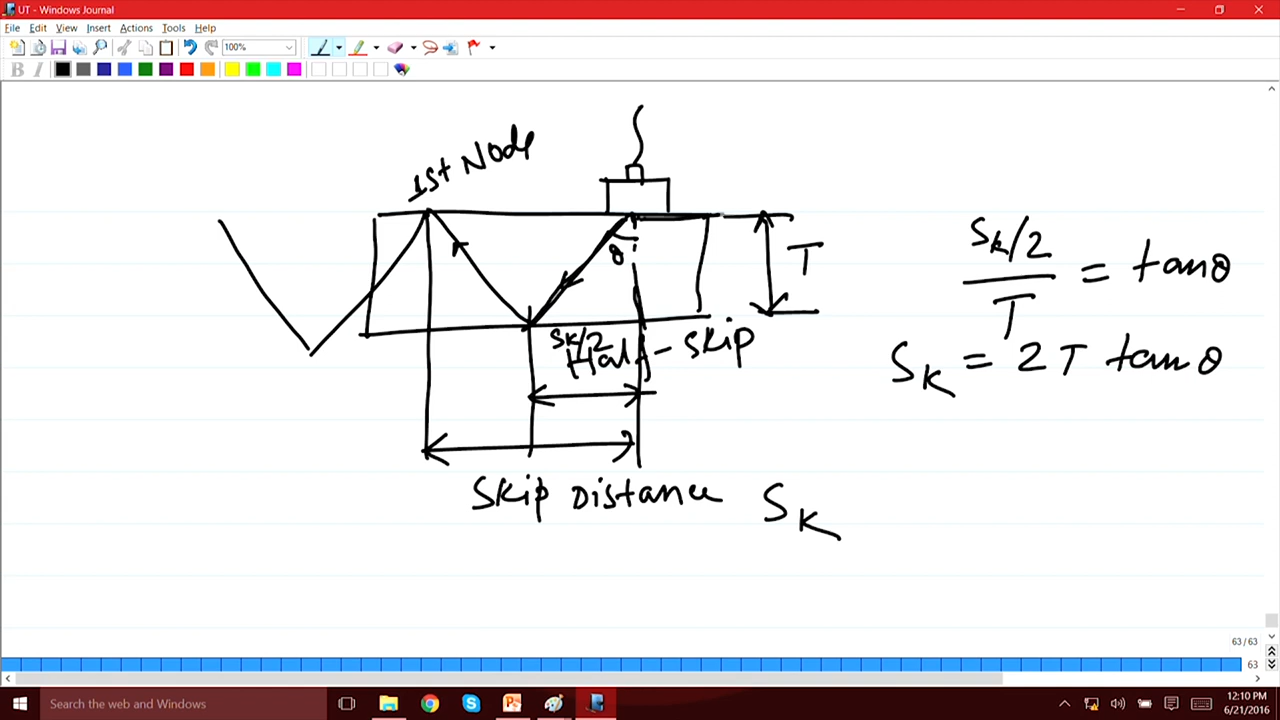 UT - Windows Journal
File Edit View Insert Actions Tools Help
100%
B I
1st Node
θ
T
Sk/2
Half-Skip
Skip Distance SK
Sk/2
T
= tanθ
SK = 2T tanθ
63/63
63
Search the web and Windows
12:10 PM
6/21/2016